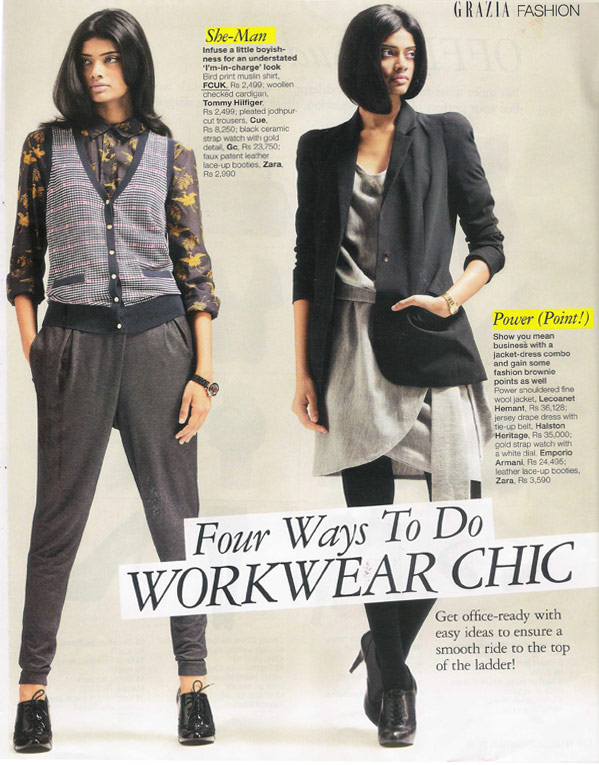 GRAZIA FASHION
She-Man
Infuse a little boyish-
ness for an understated
'I'm-in-charge' look
Bird print muslin shirt,
FCUK, Rs 2,499; woollen
checked cardigan,
Tommy Hilfiger,
Rs 2,499; pleated jodhpur-
cut trousers, Cue,
Rs 8,250; black ceramic
strap watch with gold
detail, Gc, Rs 23,750;
faux patent leather
lace-up booties, Zara,
Rs 2,990
Power (Point!)
Show you mean
business with a
jacket-dress combo
and gain some
fashion brownie
points as well
Power shouldered fine
wool jacket, Lecoanet
Hemant, Rs 36,128;
jersey drape dress with
tie-up belt, Halston
Heritage, Rs 35,000;
gold strap watch with
a white dial, Emporio
Armani, Rs 24,495;
leather lace-up booties,
Zara, Rs 3,590
Four Ways To Do
WORKWEAR CHIC
Get office-ready with
easy ideas to ensure a
smooth ride to the top
of the ladder!